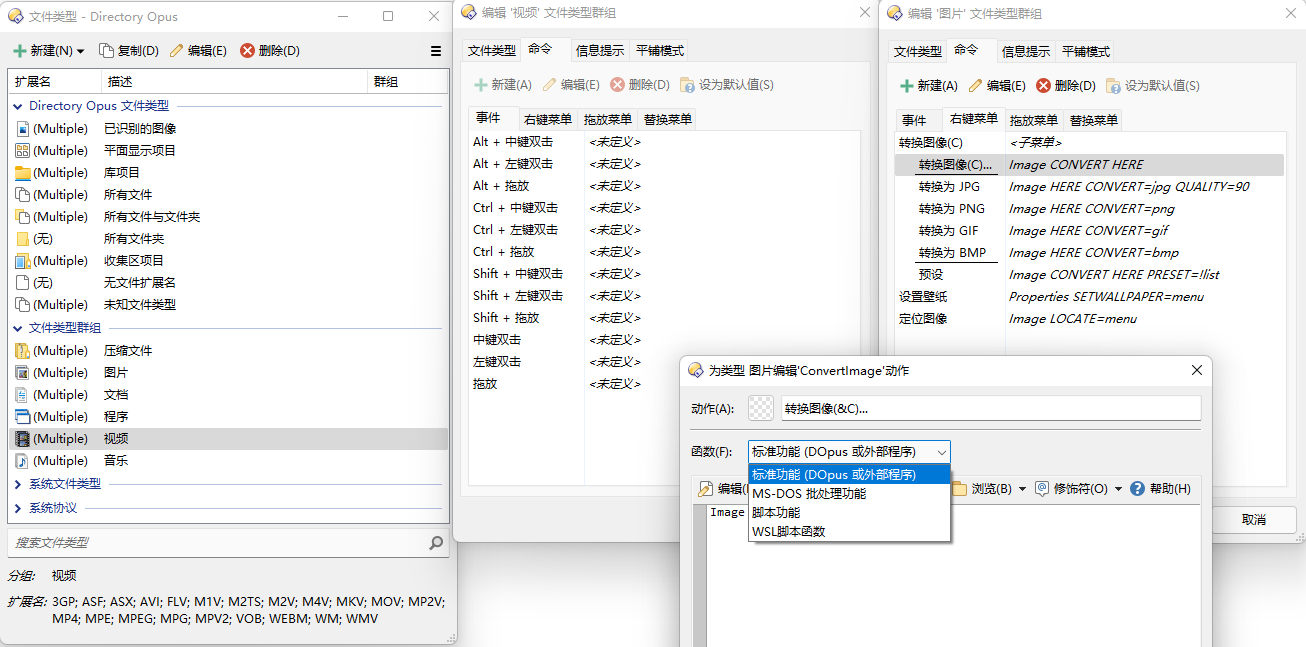 文件类型 - Directory Opus
新建(N) 复制(D) 编辑(E) 删除(D)
扩展名 描述 群组
Directory Opus 文件类型
(Multiple) 已识别的图像
(Multiple) 平面显示项目
(Multiple) 库项目
(Multiple) 所有文件
(Multiple) 所有文件与文件夹
(无) 所有文件夹
(Multiple) 收集区项目
(无) 无文件扩展名
(Multiple) 未知文件类型
文件类型群组
(Multiple) 压缩文件
(Multiple) 图片
(Multiple) 文档
(Multiple) 程序
(Multiple) 视频
(Multiple) 音乐
系统文件类型
系统协议
搜索文件类型
分组: 视频
扩展名: 3GP; ASF; ASX; AVI; FLV; M1V; M2TS; M2V; M4V; MKV; MOV; MP2V;
MP4; MPE; MPEG; MPG; MPV2; VOB; WEBM; WM; WMV
编辑 '视频' 文件类型群组
文件类型 命令 信息提示 平铺模式
新建(A) 编辑(E) 删除(D) 设为默认值(S)
事件 右键菜单 拖放菜单 替换菜单
Alt + 中键双击 <未定义>
Alt + 左键双击 <未定义>
Alt + 拖放 <未定义>
Ctrl + 中键双击 <未定义>
Ctrl + 左键双击 <未定义>
Ctrl + 拖放 <未定义>
Shift + 中键双击 <未定义>
Shift + 左键双击 <未定义>
Shift + 拖放 <未定义>
中键双击 <未定义>
左键双击 <未定义>
拖放 <未定义>
编辑 '图片' 文件类型群组
文件类型 命令 信息提示 平铺模式
新建(A) 编辑(E) 删除(D) 设为默认值(S)
事件 右键菜单 拖放菜单 替换菜单
转换图像(C) <子菜单>
转换图像(C)... Image CONVERT HERE
转换为 JPG Image HERE CONVERT=jpg QUALITY=90
转换为 PNG Image HERE CONVERT=png
转换为 GIF Image HERE CONVERT=gif
转换为 BMP Image HERE CONVERT=bmp
预设 Image CONVERT HERE PRESET=!list
设置壁纸 Properties SETWALLPAPER=menu
定位图像 Image LOCATE=menu
取消
为类型 图片编辑'ConvertImage'动作
动作(A): 转换图像(&C)...
函数(F): 标准功能 (DOpus 或外部程序)
标准功能 (DOpus 或外部程序)
MS-DOS 批处理功能
脚本功能
WSL脚本函数
编辑( 浏览(B) 修饰符(O) 帮助(H)
Image